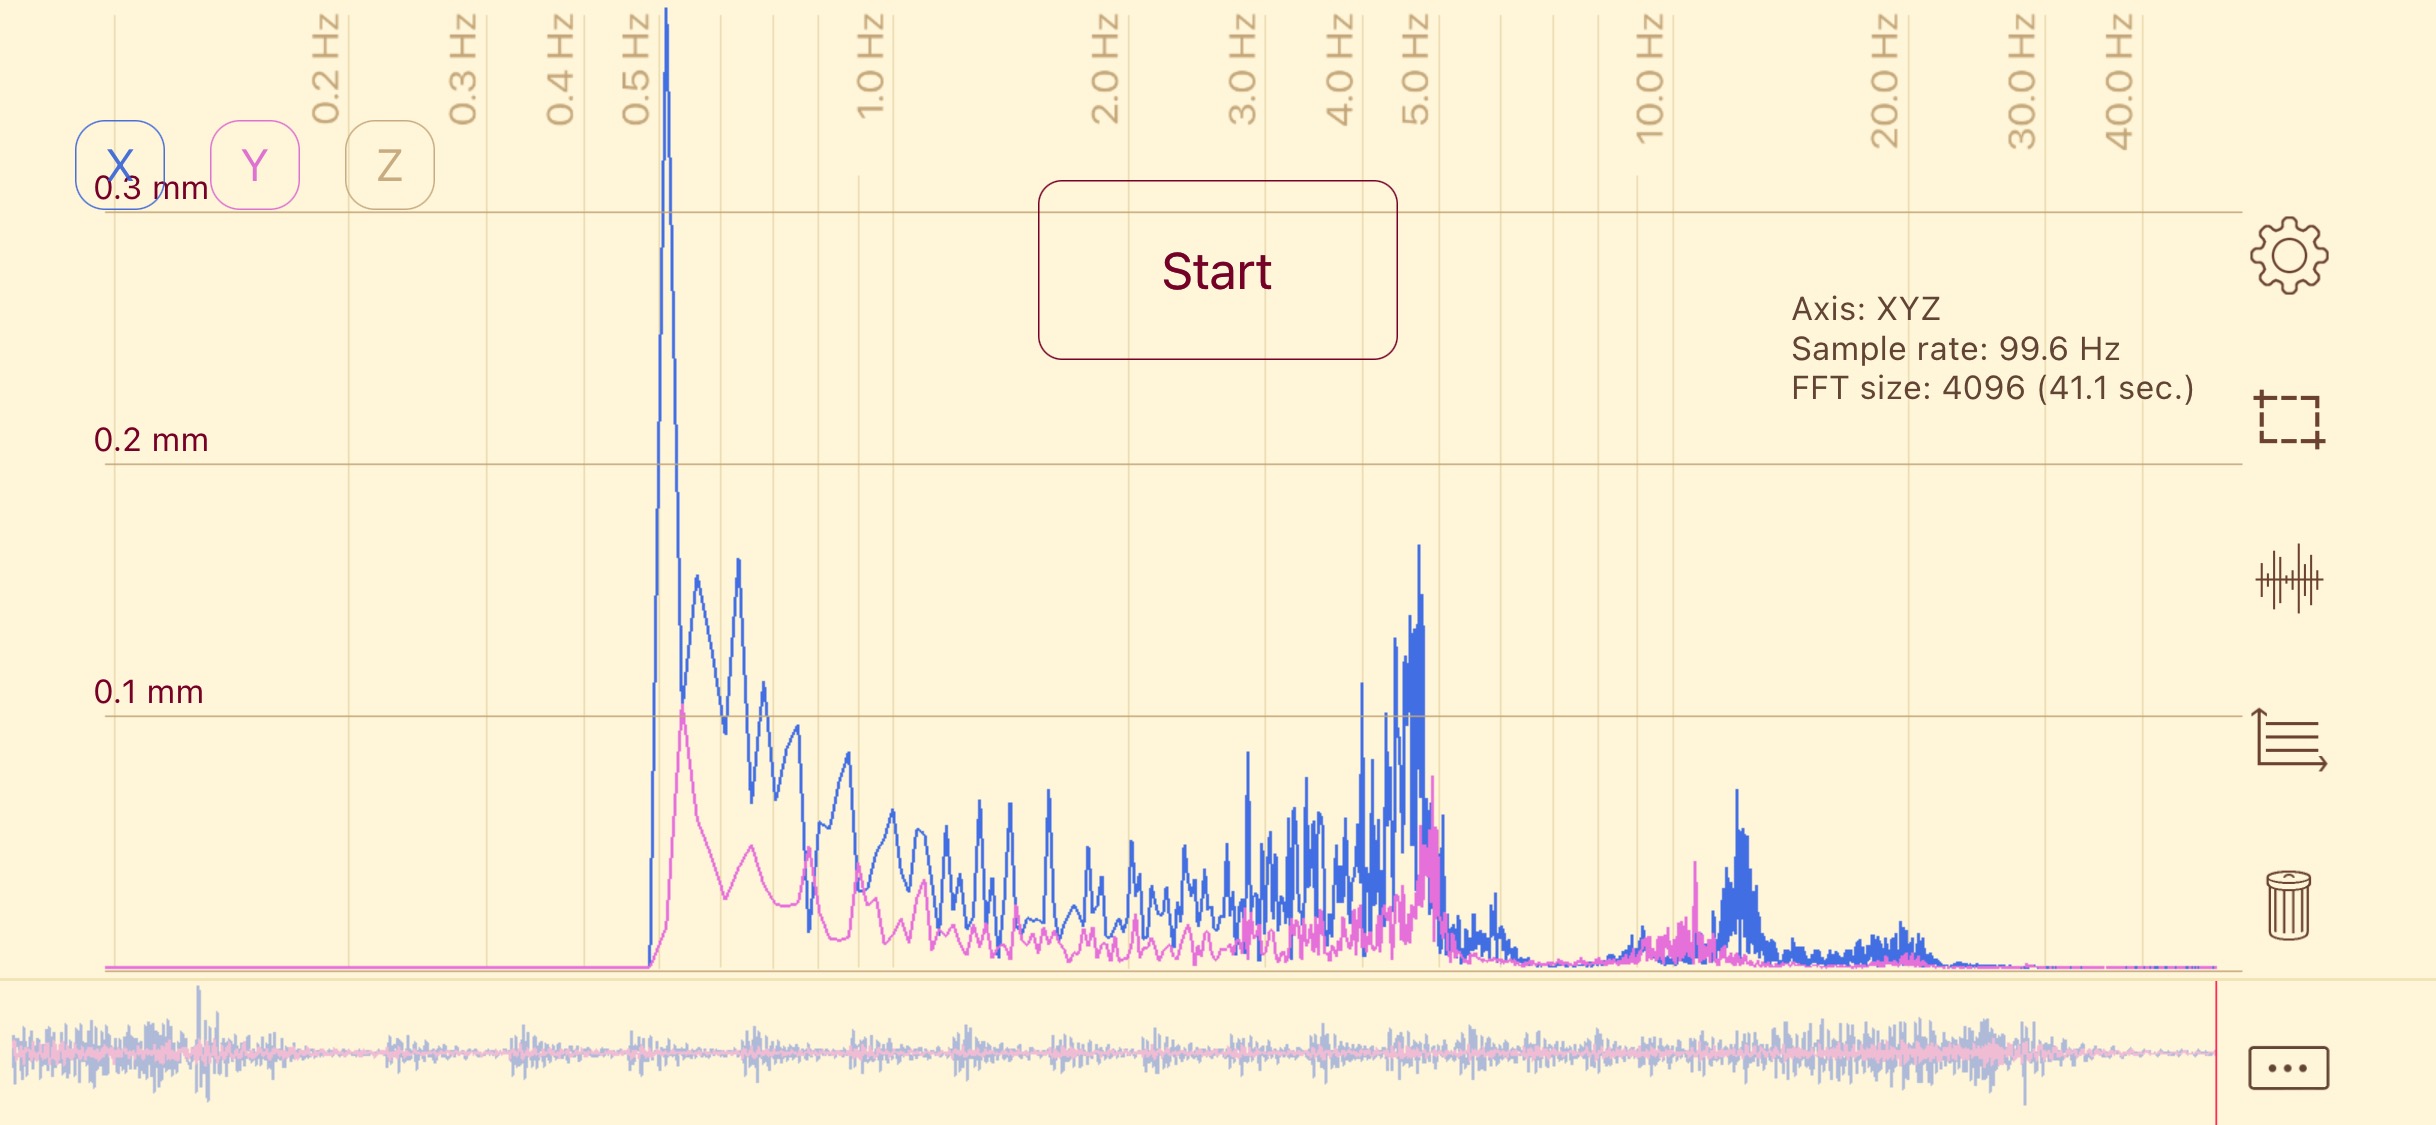 0.2 Hz
0.3 Hz
0.4 Hz
0.5 Hz
1.0 Hz
2.0 Hz
3.0 Hz
4.0 Hz
5.0 Hz
10.0 Hz
20.0 Hz
30.0 Hz
40.0 Hz
X
Y
Z
0.3 mm
Start
Axis: XYZ
Sample rate: 99.6 Hz
FFT size: 4096 (41.1 sec.)
0.2 mm
0.1 mm